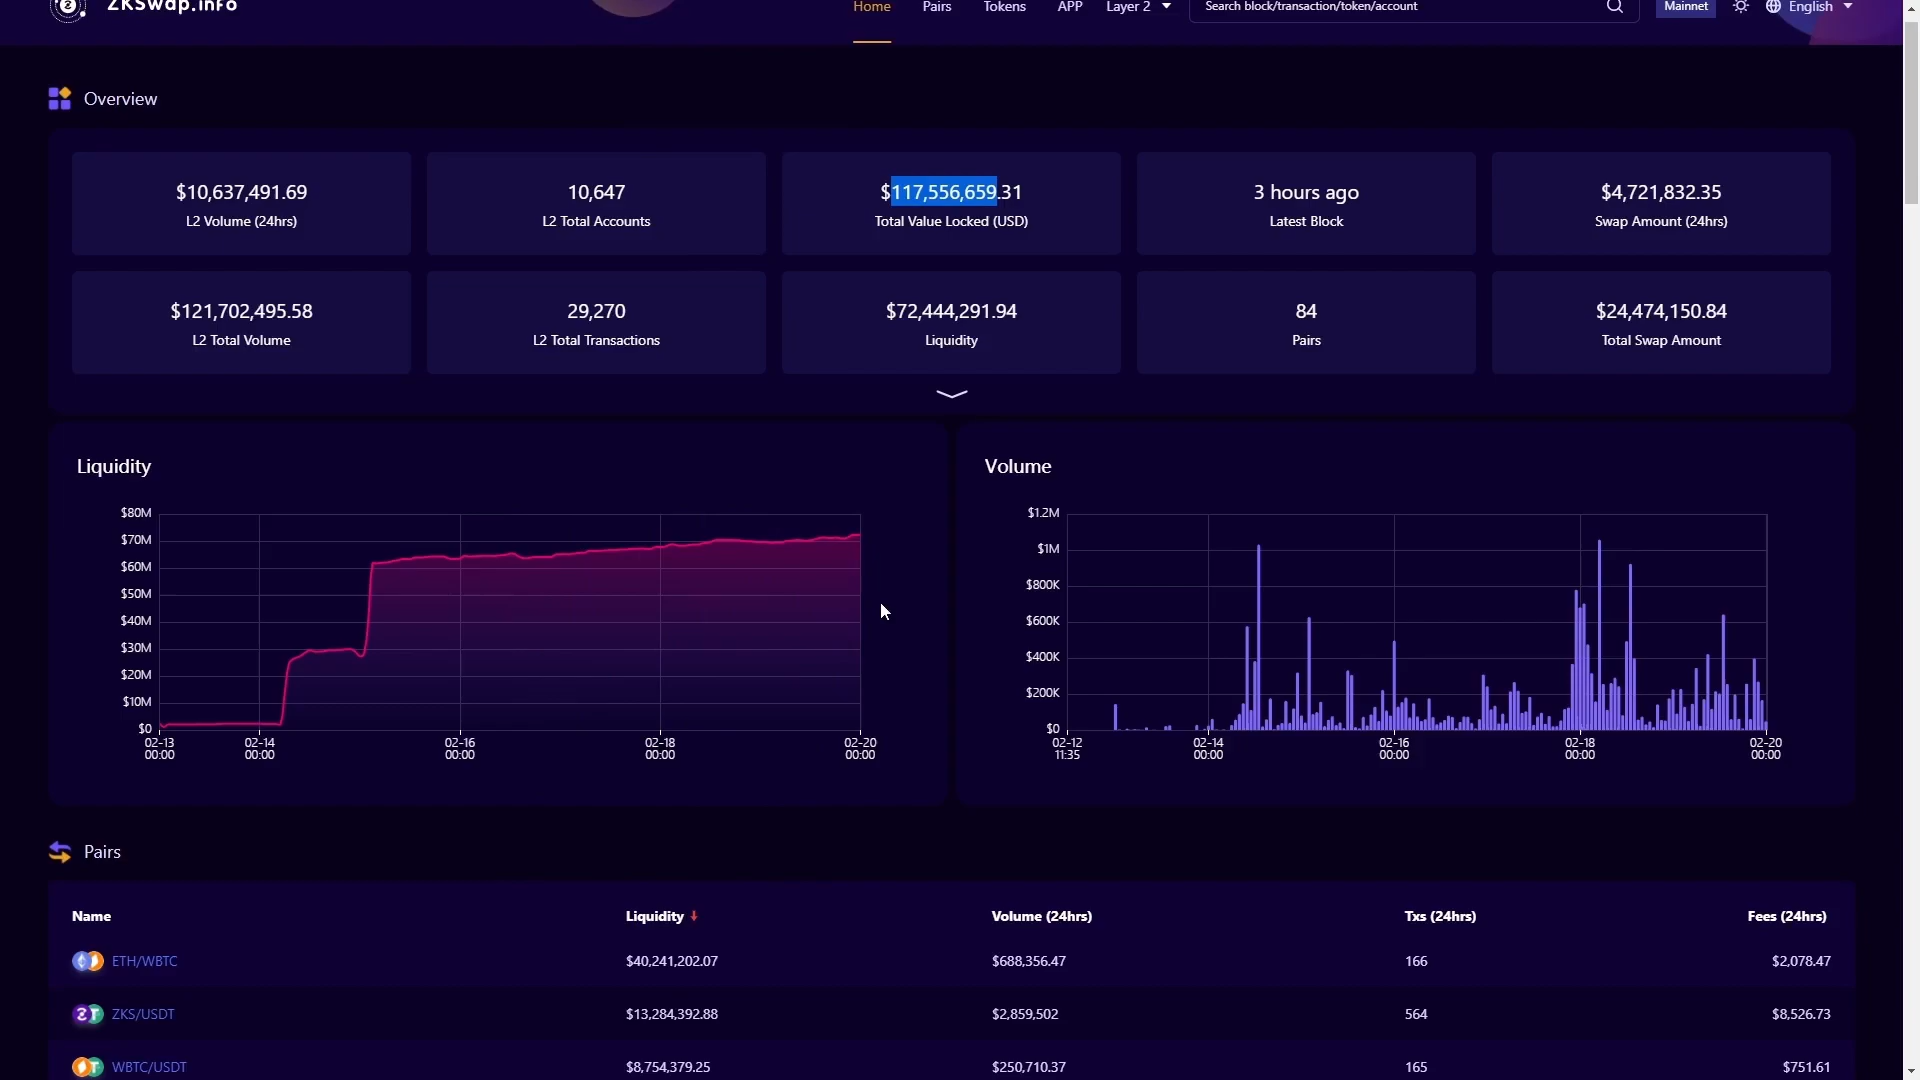 ZKSwap.info
Home Pairs Tokens APP Layer 2 Search block/transaction/token/account Mainnet English
Overview
$10,637,491.69 10,647 $117,556,659.31 3 hours ago $4,721,832.35
L2 Volume (24hrs) L2 Total Accounts Total Value Locked (USD) Latest Block Swap Amount (24hrs)
$121,702,495.58 29,270 $72,444,291.94 84 $24,474,150.84
L2 Total Volume L2 Total Transactions Liquidity Pairs Total Swap Amount
Liquidity
$80M
$70M
$60M
$50M
$40M
$30M
$20M
$10M
$0
02-13 02-14 02-16 02-18 02-20
00:00 00:00 00:00 00:00 00:00
Volume
$1.2M
$1M
$800K
$600K
$400K
$200K
$0
02-12 02-14 02-16 02-18 02-20
11:35 00:00 00:00 00:00 00:00
Pairs
Name Liquidity Volume (24hrs) Txs (24hrs) Fees (24hrs)
ETH/WBTC $40,241,202.07 $688,356.47 166 $2,078.47
ZKS/USDT $13,284,392.88 $2,859,502 564 $8,526.73
WBTC/USDT $8,754,379.25 $250,710.37 165 $751.61